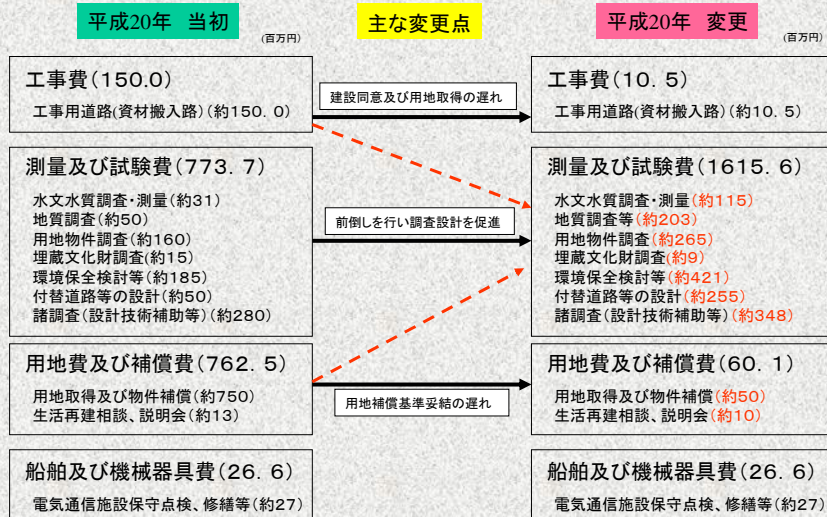 平成20年 当初
(百万円)
主な変更点
平成20年 変更
(百万円)
工事費(150.0)
工事用道路(資材搬入路)(約150. 0)
建設同意及び用地取得の遅れ
工事費(10. 5)
工事用道路(資材搬入路)(約10. 5)
測量及び試験費(773. 7)
水文水質調査・測量(約31)
地質調査(約50)
用地物件調査(約160)
埋蔵文化財調査(約15)
環境保全検討等(約185)
付替道路等の設計(約50)
諸調査(設計技術補助等)(約280)
前倒しを行い調査設計を促進
測量及び試験費(1615. 6)
水文水質調査・測量(約115)
地質調査等(約203)
用地物件調査(約265)
埋蔵文化財調査(約9)
環境保全検討等(約421)
付替道路等の設計(約255)
諸調査(設計技術補助等)(約348)
用地費及び補償費(762. 5)
用地取得及び物件補償(約750)
生活再建相談、説明会(約13)
用地補償基準妥結の遅れ
用地費及び補償費(60. 1)
用地取得及び物件補償(約50)
生活再建相談、説明会(約10)
船舶及び機械器具費(26. 6)
電気通信施設保守点検、修繕等(約27)
船舶及び機械器具費(26. 6)
電気通信施設保守点検、修繕等(約27)